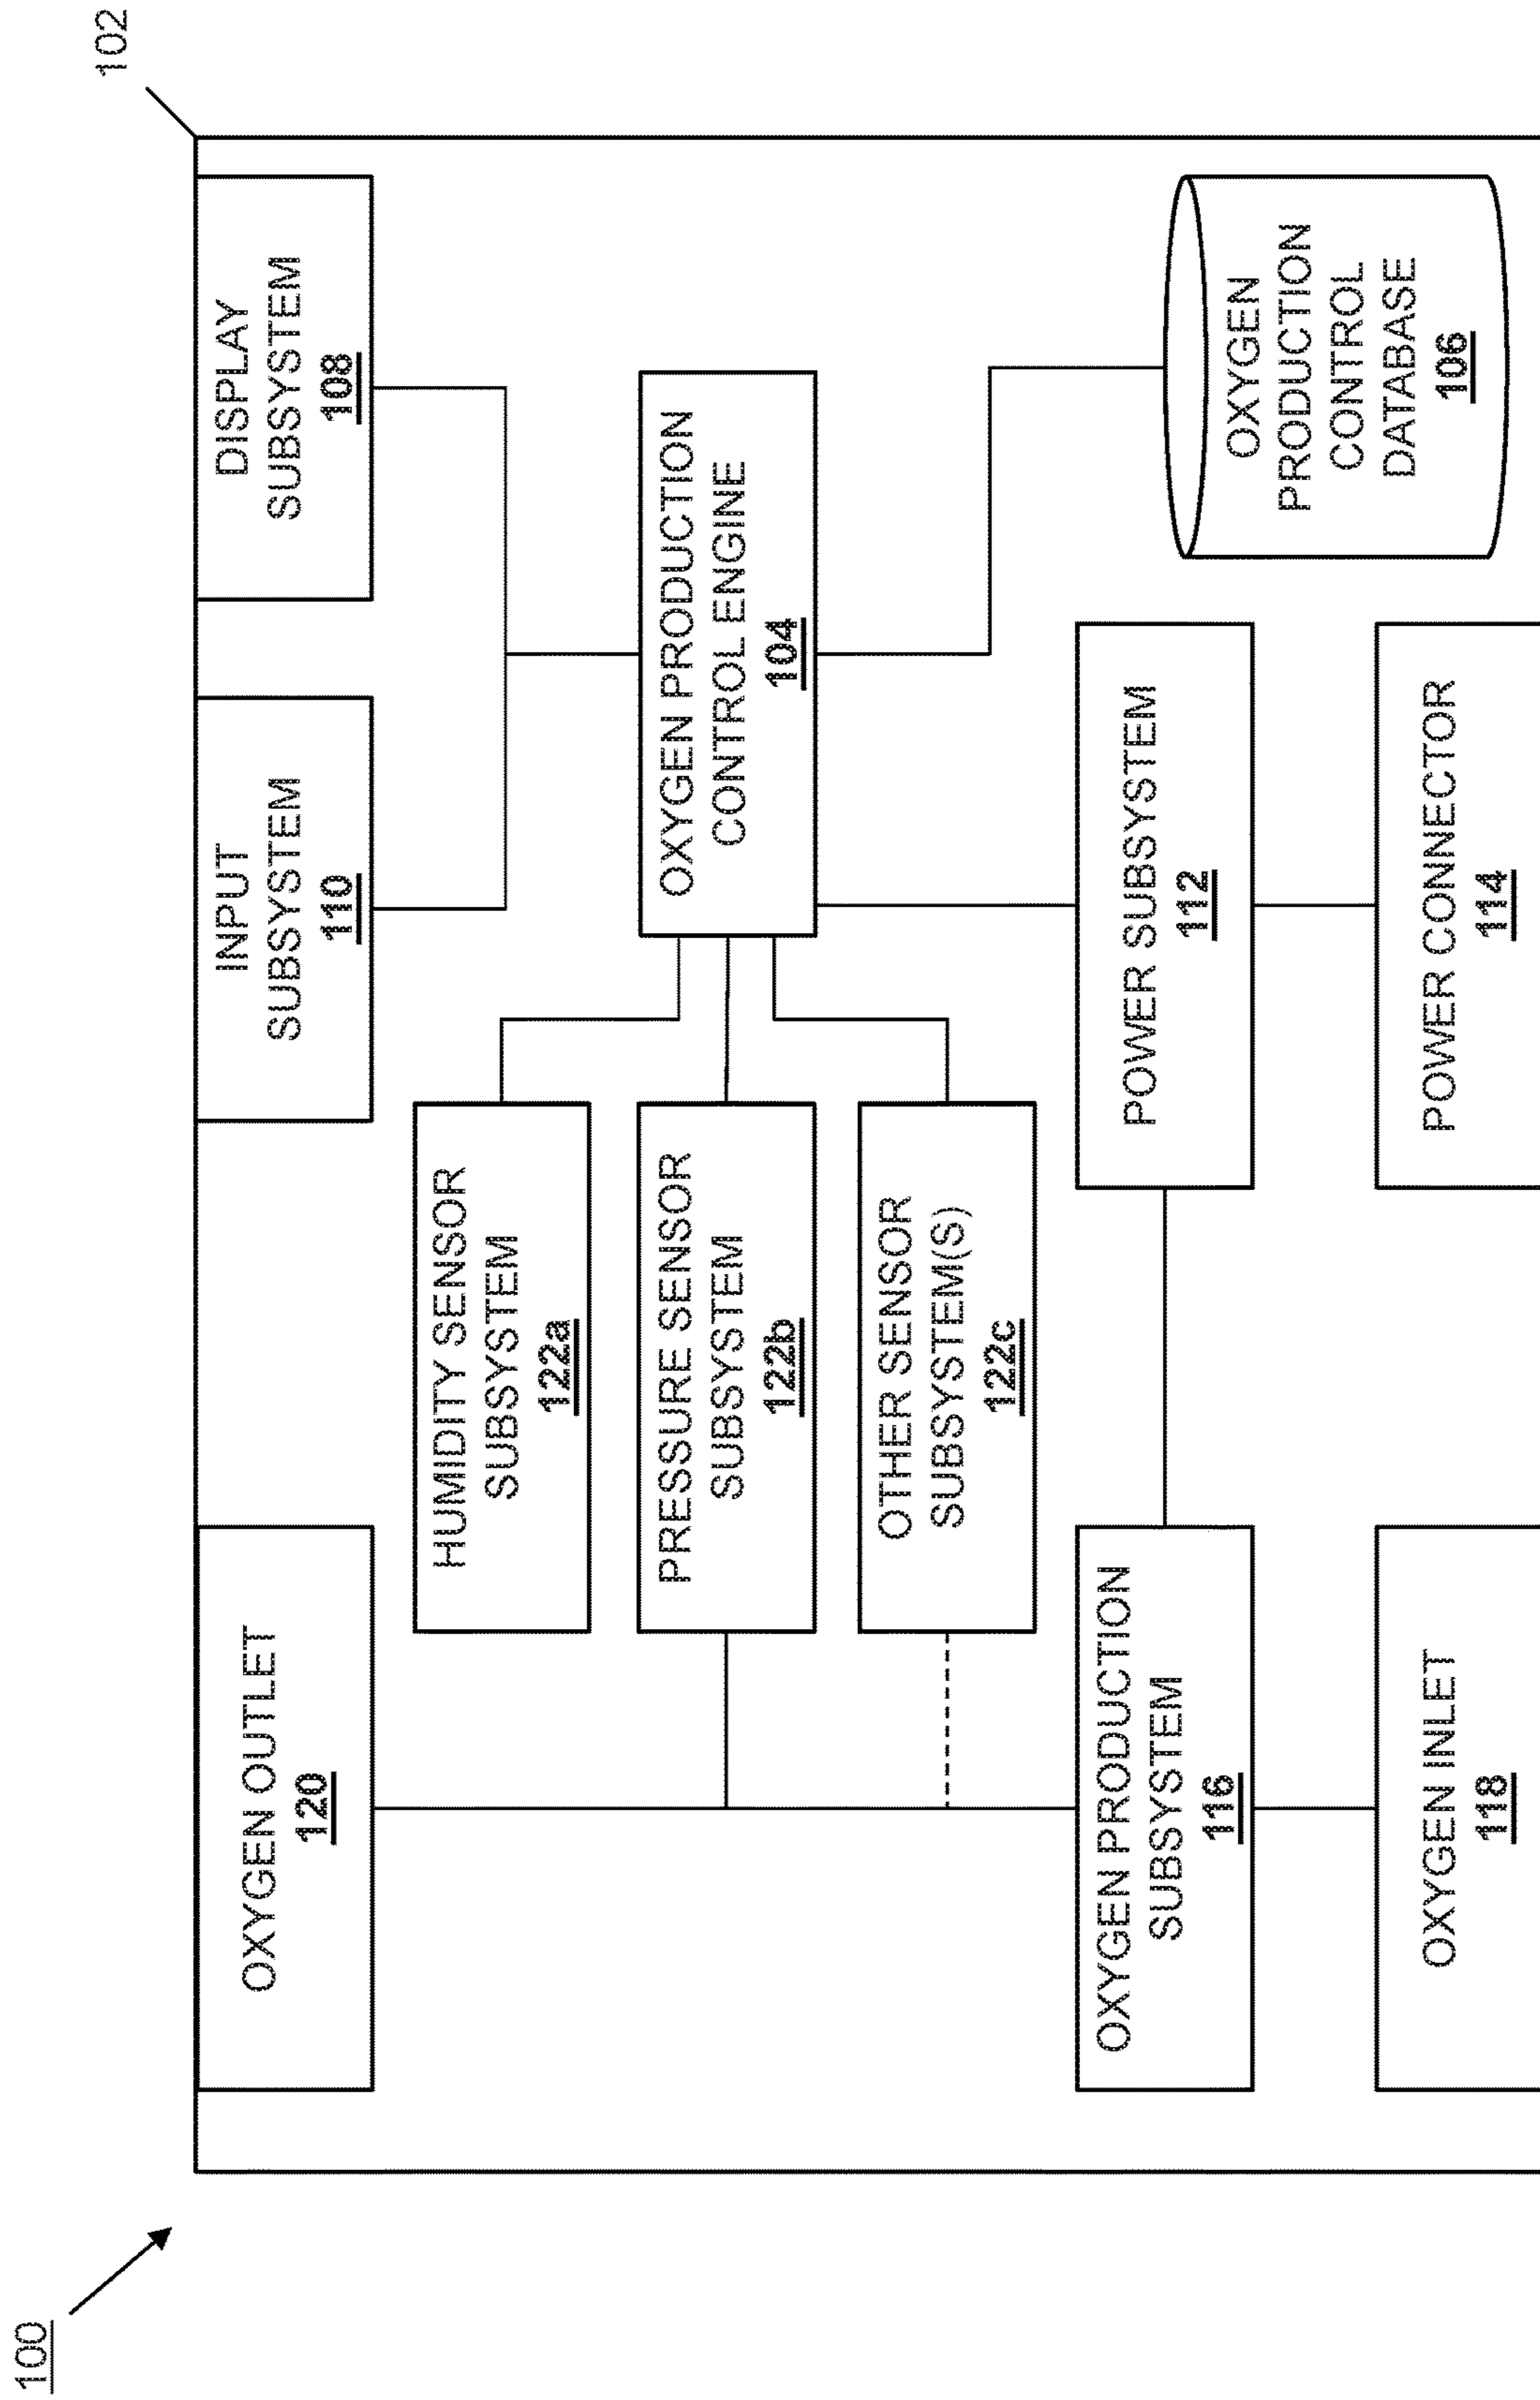 100
102
OXYGEN OUTLET
120
INPUT
SUBSYSTEM
110
DISPLAY
SUBSYSTEM
108
HUMIDITY SENSOR
SUBSYSTEM
122a
PRESSURE SENSOR
SUBSYSTEM
122b
OTHER SENSOR
SUBSYSTEM(S)
122c
OXYGEN PRODUCTION
CONTROL ENGINE
104
OXYGEN PRODUCTION
SUBSYSTEM
116
POWER SUBSYSTEM
112
OXYGEN
PRODUCTION
CONTROL
DATABASE
106
OXYGEN INLET
118
POWER CONNECTOR
114